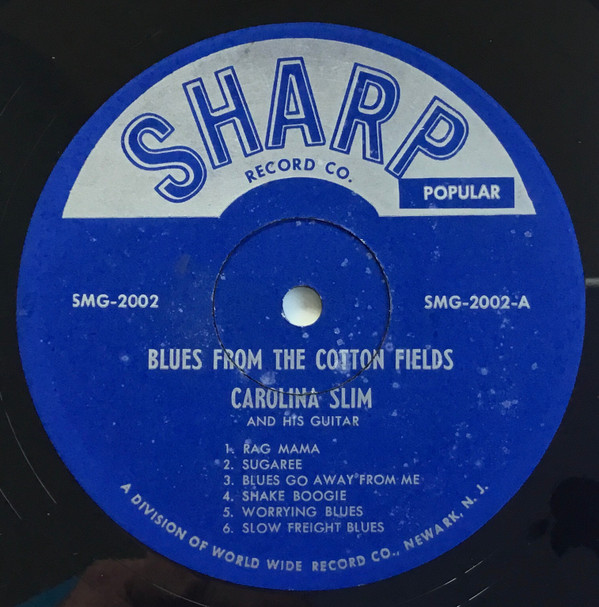 SHARP
RECORD CO.
POPULAR
SMG-2002
SMG-2002-A
BLUES FROM THE COTTON FIELDS
CAROLINA SLIM
AND HIS GUITAR
1. RAG MAMA
2. SUGAREE
3. BLUES GO AWAY FROM ME
4. SHAKE BOOGIE
5. WORRYING BLUES
6. SLOW FREIGHT BLUES
A DIVISION OF WORLD WIDE RECORD CO., NEWARK, N. J.